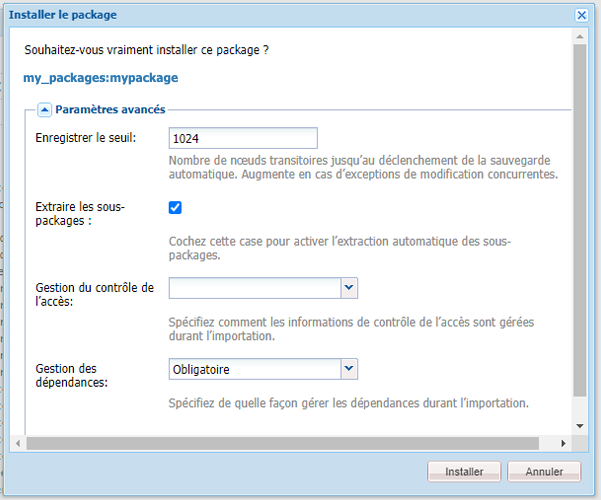 Installer le package
Souhaitez-vous vraiment installer ce package ?
my_packages:mypackage
Paramètres avancés
Enregistrer le seuil:
1024
Nombre de nœuds transitoires jusqu'au déclenchement de la sauvegarde
automatique. Augmente en cas d'exceptions de modification concurrentes.
Extraire les sous-
packages :
Cochez cette case pour activer l'extraction automatique des sous-
packages.
Gestion du contrôle de
l'accès:
Spécifiez comment les informations de contrôle de l'accès sont gérées
durant l'importation.
Gestion des
dépendances:
Obligatoire
Spécifiez de quelle façon gérer les dépendances durant l'importation.
Installer
Annuler